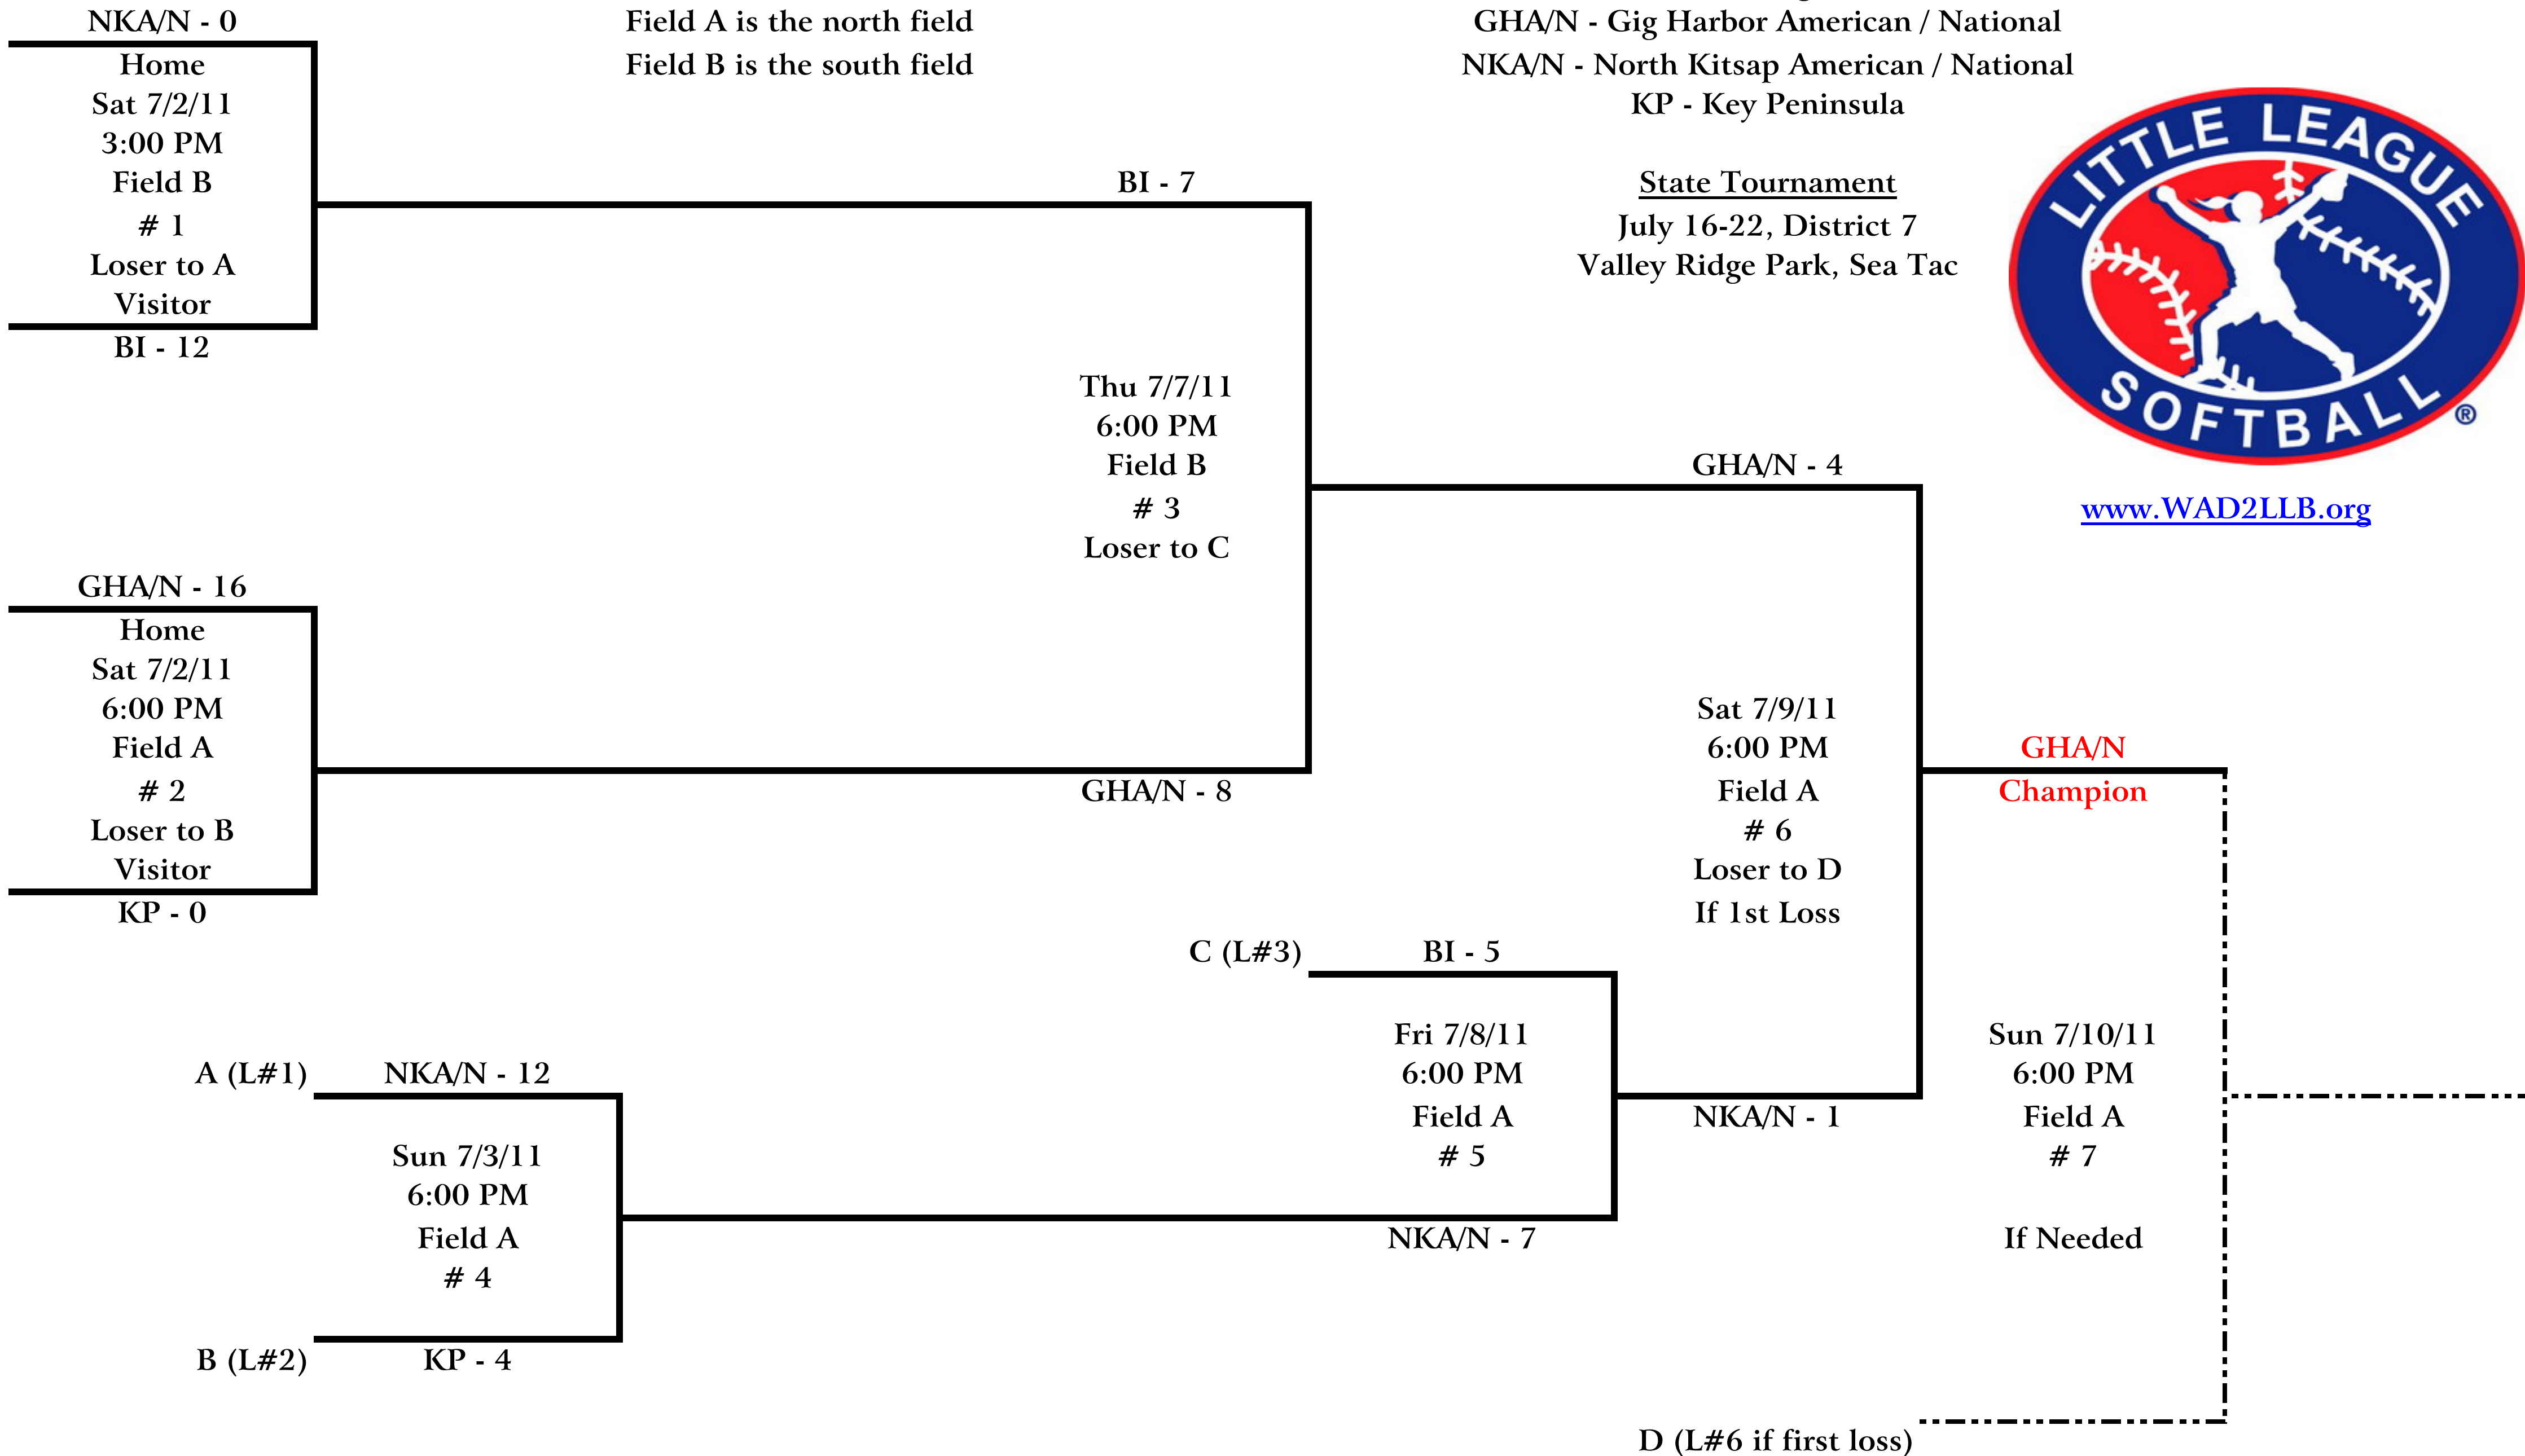 NKA/N - 0
Home
Sat 7/2/11
3:00 PM
Field B
# 1
Loser to A
Visitor
BI - 12
Field A is the north field
Field B is the south field
GHA/N - Gig Harbor American / National
NKA/N - North Kitsap American / National
KP - Key Peninsula
State Tournament
July 16-22, District 7
Valley Ridge Park, Sea Tac
LITTLE LEAGUE
SOFTBALL ®
www.WAD2LLB.org
BI - 7
Thu 7/7/11
6:00 PM
Field B
# 3
Loser to C
GHA/N - 8
GHA/N - 16
Home
Sat 7/2/11
6:00 PM
Field A
# 2
Loser to B
Visitor
KP - 0
GHA/N - 4
Sat 7/9/11
6:00 PM
Field A
# 6
Loser to D
If 1st Loss
NKA/N - 1
GHA/N
Champion
C (L#3)
BI - 5
Fri 7/8/11
6:00 PM
Field A
# 5
NKA/N - 7
A (L#1)
NKA/N - 12
Sun 7/3/11
6:00 PM
Field A
# 4
B (L#2)
KP - 4
Sun 7/10/11
6:00 PM
Field A
# 7
If Needed
D (L#6 if first loss)